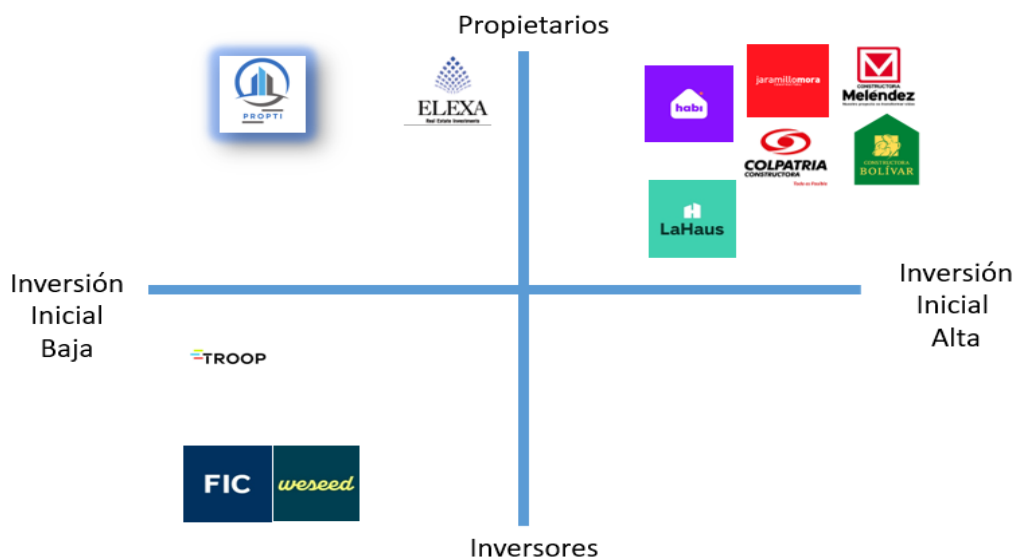 Propietarios
PROPTI
ELEXA
Real Estate Investments
habi
jaramillomora
CONSTRUCTORA
Meléndez
COLPATRIA
CONSTRUCTORA
CONSTRUCTORA
BOLÍVAR
LaHaus
Inversión
Inicial
Baja
Inversión
Inicial
Alta
TROOP
FIC
weseed
Inversores